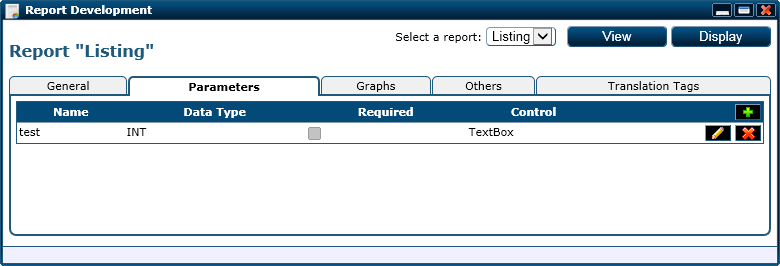 Report Development
Select a report: Listing View Display
Report "Listing"
General Parameters Graphs Others Translation Tags
Name Data Type Required Control
test INT TextBox